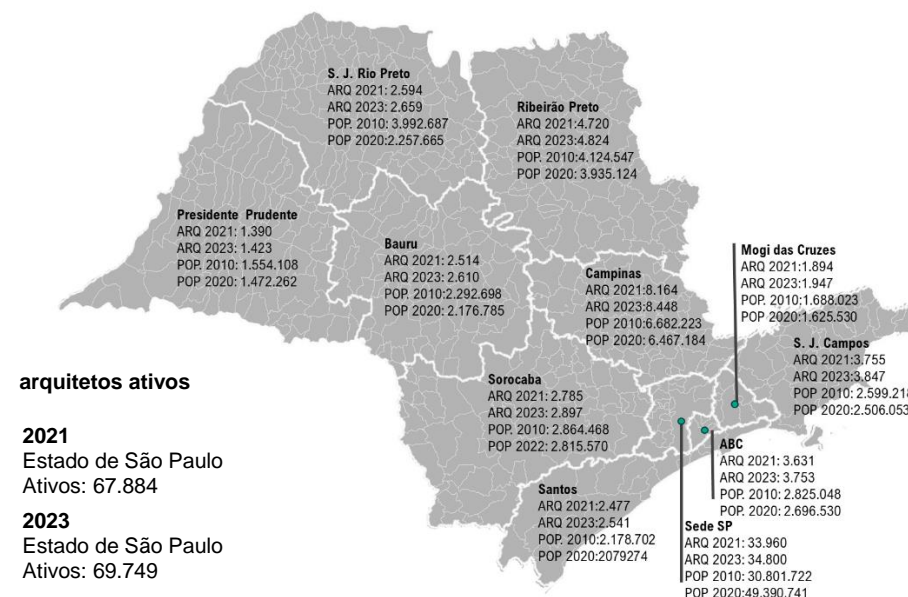 S. J. Rio Preto
ARQ 2021: 2.594
ARQ 2023: 2.659
POP. 2010: 3.992.687
POP 2020:2.257.665
Ribeirão Preto
ARQ 2021:4.720
ARQ 2023: 4.824
POP. 2010:4.124.547
POP 2020: 3.935.124
Presidente Prudente
ARQ 2021: 1.390
ARQ 2023: 1.423
POP. 2010: 1.554.108
POP 2020: 1.472.262
Bauru
ARQ 2021: 2.514
ARQ 2023: 2.610
POP. 2010:2.292.698
POP 2020: 2.176.785
Campinas
ARQ 2021:8.164
ARQ 2023: 8.448
POP 2010:6.682.223
POP 2020: 6.467.184
Mogi das Cruzes
ARQ 2021:1.894
ARQ 2023:1.947
POP. 2010:1.688.023
POP 2020:1.625.530
S. J. Campos
ARQ 2021:3.755
ARQ 2023:3.847
POP 2010: 2.599.218
POP 2020:2.506.053
arquitetos ativos
2021
Estado de São Paulo
Ativos: 67.884
2023
Estado de São Paulo
Ativos: 69.749
Sorocaba
ARQ 2021: 2.785
ARQ 2023: 2.897
POP 2010: 2.864.468
POP 2022: 2.815.570
Santos
ARQ 2021:2.477
ARQ 2023:2.541
POP. 2010:2.178.702
POP 2020:2079274
ABC
ARQ 2021: 3.631
ARQ 2023: 3.753
POP. 2010: 2.825.048
POP. 2020: 2.696.530
Sede SP
ARQ 2021: 33.960
ARQ 2023: 34.800
POP 2010: 30.801.722
POP 2020:49.390.741